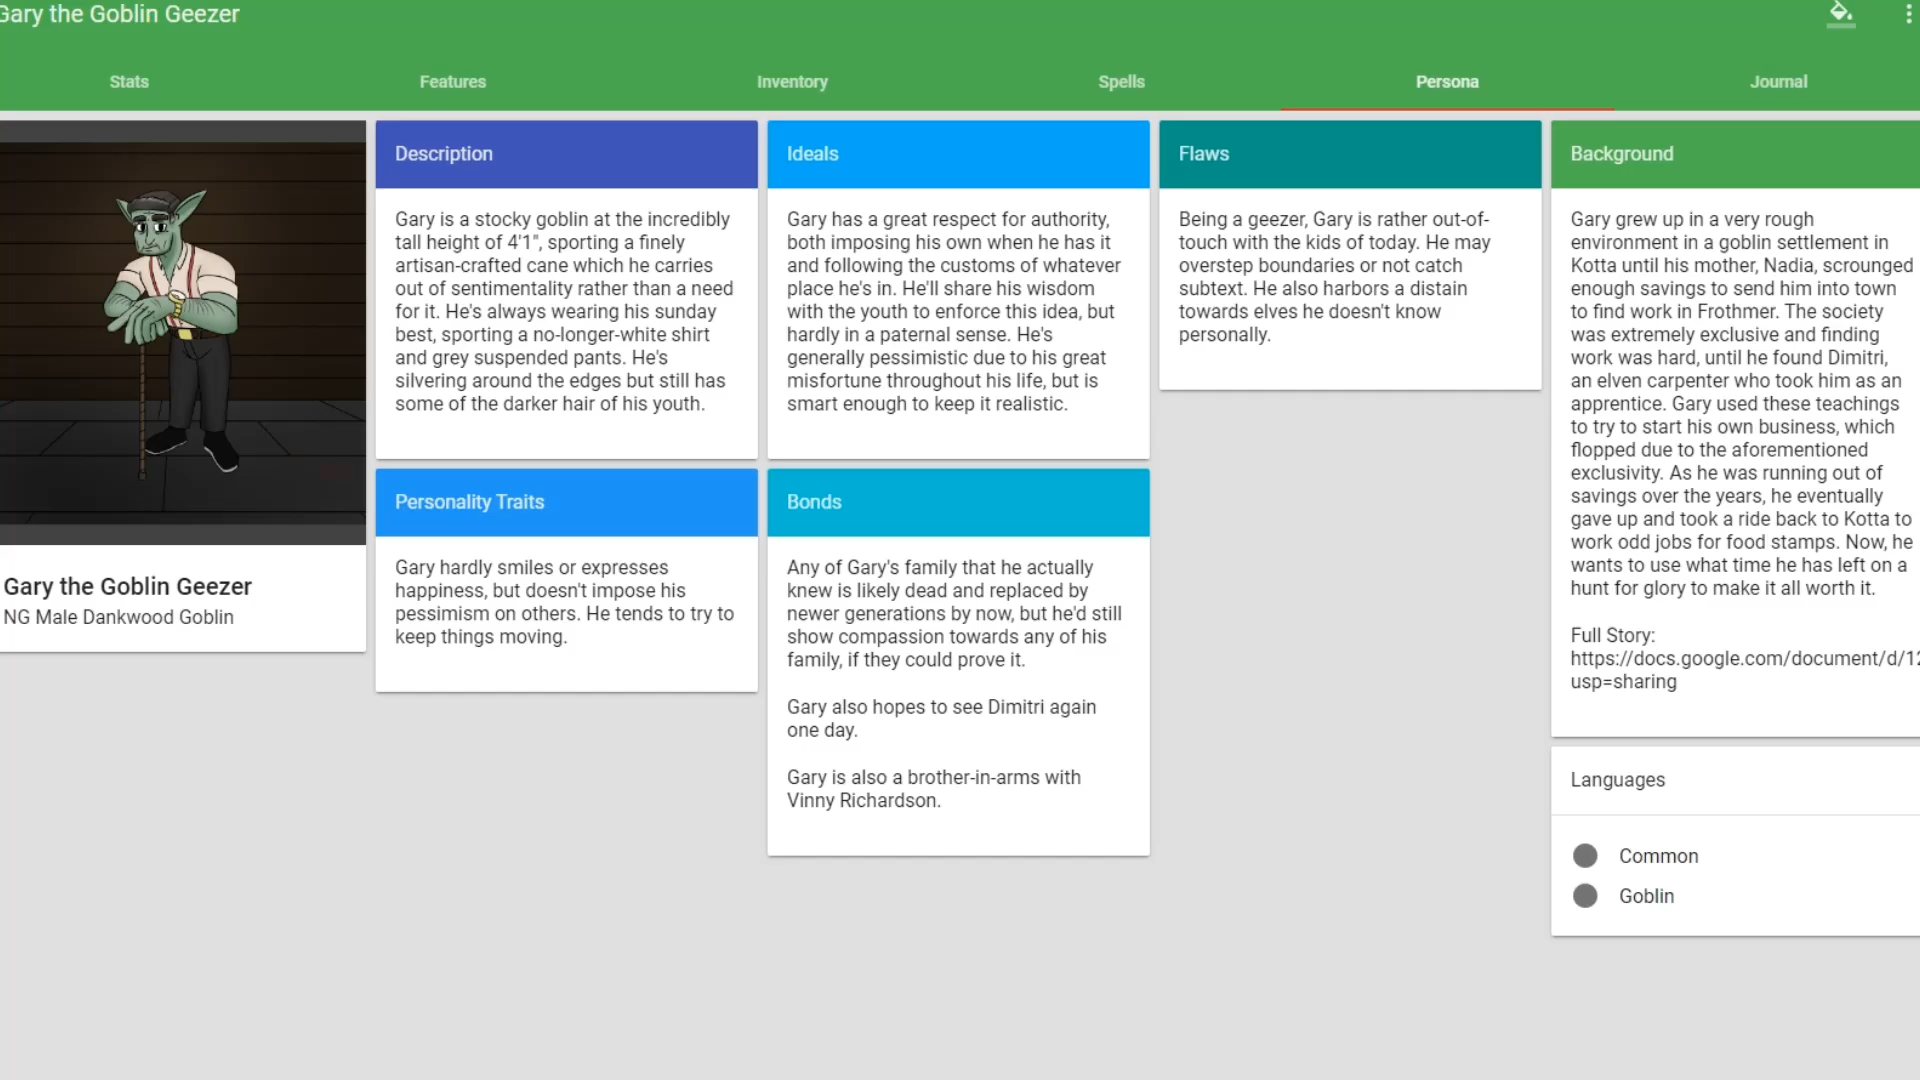 Gary the Goblin Geezer
Stats
Features
Inventory
Spells
Persona
Journal
Gary the Goblin Geezer
NG Male Dankwood Goblin
Description
Gary is a stocky goblin at the incredibly
tall height of 4'1", sporting a finely
artisan-crafted cane which he carries
out of sentimentality rather than a need
for it. He's always wearing his sunday
best, sporting a no-longer-white shirt
and grey suspended pants. He's
silvering around the edges but still has
some of the darker hair of his youth.
Personality Traits
Gary hardly smiles or expresses
happiness, but doesn't impose his
pessimism on others. He tends to try to
keep things moving.
Ideals
Gary has a great respect for authority,
both imposing his own when he has it
and following the customs of whatever
place he's in. He'll share his wisdom
with the youth to enforce this idea, but
hardly in a paternal sense. He's
generally pessimistic due to his great
misfortune throughout his life, but is
smart enough to keep it realistic.
Bonds
Any of Gary's family that he actually
knew is likely dead and replaced by
newer generations by now, but he'd still
show compassion towards any of his
family, if they could prove it.
Gary also hopes to see Dimitri again
one day.
Gary is also a brother-in-arms with
Vinny Richardson.
Flaws
Being a geezer, Gary is rather out-of-
touch with the kids of today. He may
overstep boundaries or not catch
subtext. He also harbors a distain
towards elves he doesn't know
personally.
Background
Gary grew up in a very rough
environment in a goblin settlement in
Kotta until his mother, Nadia, scrounged
enough savings to send him into town
to find work in Frothmer. The society
was extremely exclusive and finding
work was hard, until he found Dimitri,
an elven carpenter who took him as an
apprentice. Gary used these teachings
to try to start his own business, which
flopped due to the aforementioned
exclusivity. As he was running out of
savings over the years, he eventually
gave up and took a ride back to Kotta to
work odd jobs for food stamps. Now, he
wants to use what time he has left on a
hunt for glory to make it all worth it.
Full Story:
https://docs.google.com/document/d/12
usp=sharing
Languages
Common
Goblin